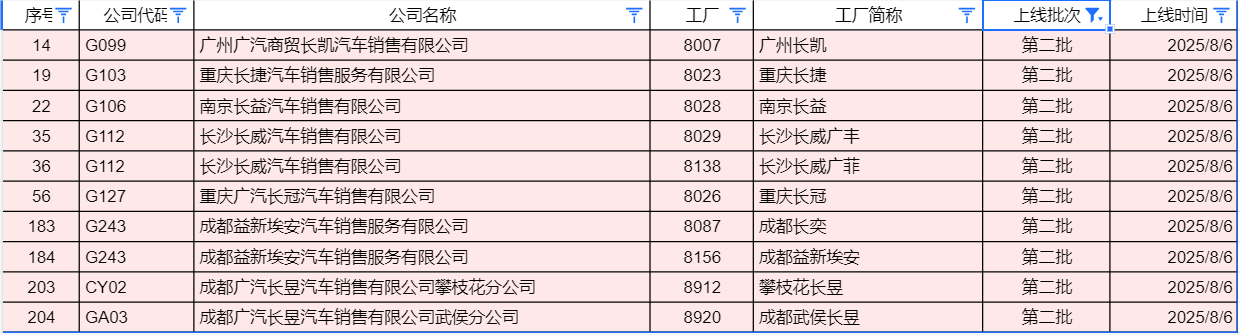 序号 公司代码 公司名称 工厂 工厂简称 上线批次 上线时间
14 G099 广州广汽商贸长凯汽车销售有限公司 8007 广州长凯 第二批 2025/8/6
19 G103 重庆长捷汽车销售服务有限公司 8023 重庆长捷 第二批 2025/8/6
22 G106 南京长益汽车销售有限公司 8028 南京长益 第二批 2025/8/6
35 G112 长沙长威汽车销售有限公司 8029 长沙长威广丰 第二批 2025/8/6
36 G112 长沙长威汽车销售有限公司 8138 长沙长威广菲 第二批 2025/8/6
56 G127 重庆广汽长冠汽车销售有限公司 8026 重庆长冠 第二批 2025/8/6
183 G243 成都益新埃安汽车销售服务有限公司 8087 成都长奕 第二批 2025/8/6
184 G243 成都益新埃安汽车销售服务有限公司 8156 成都益新埃安 第二批 2025/8/6
203 CY02 成都广汽长昱汽车销售有限公司攀枝花分公司 8912 攀枝花长昱 第二批 2025/8/6
204 GA03 成都广汽长昱汽车销售有限公司武侯分公司 8920 成都武侯长昱 第二批 2025/8/6